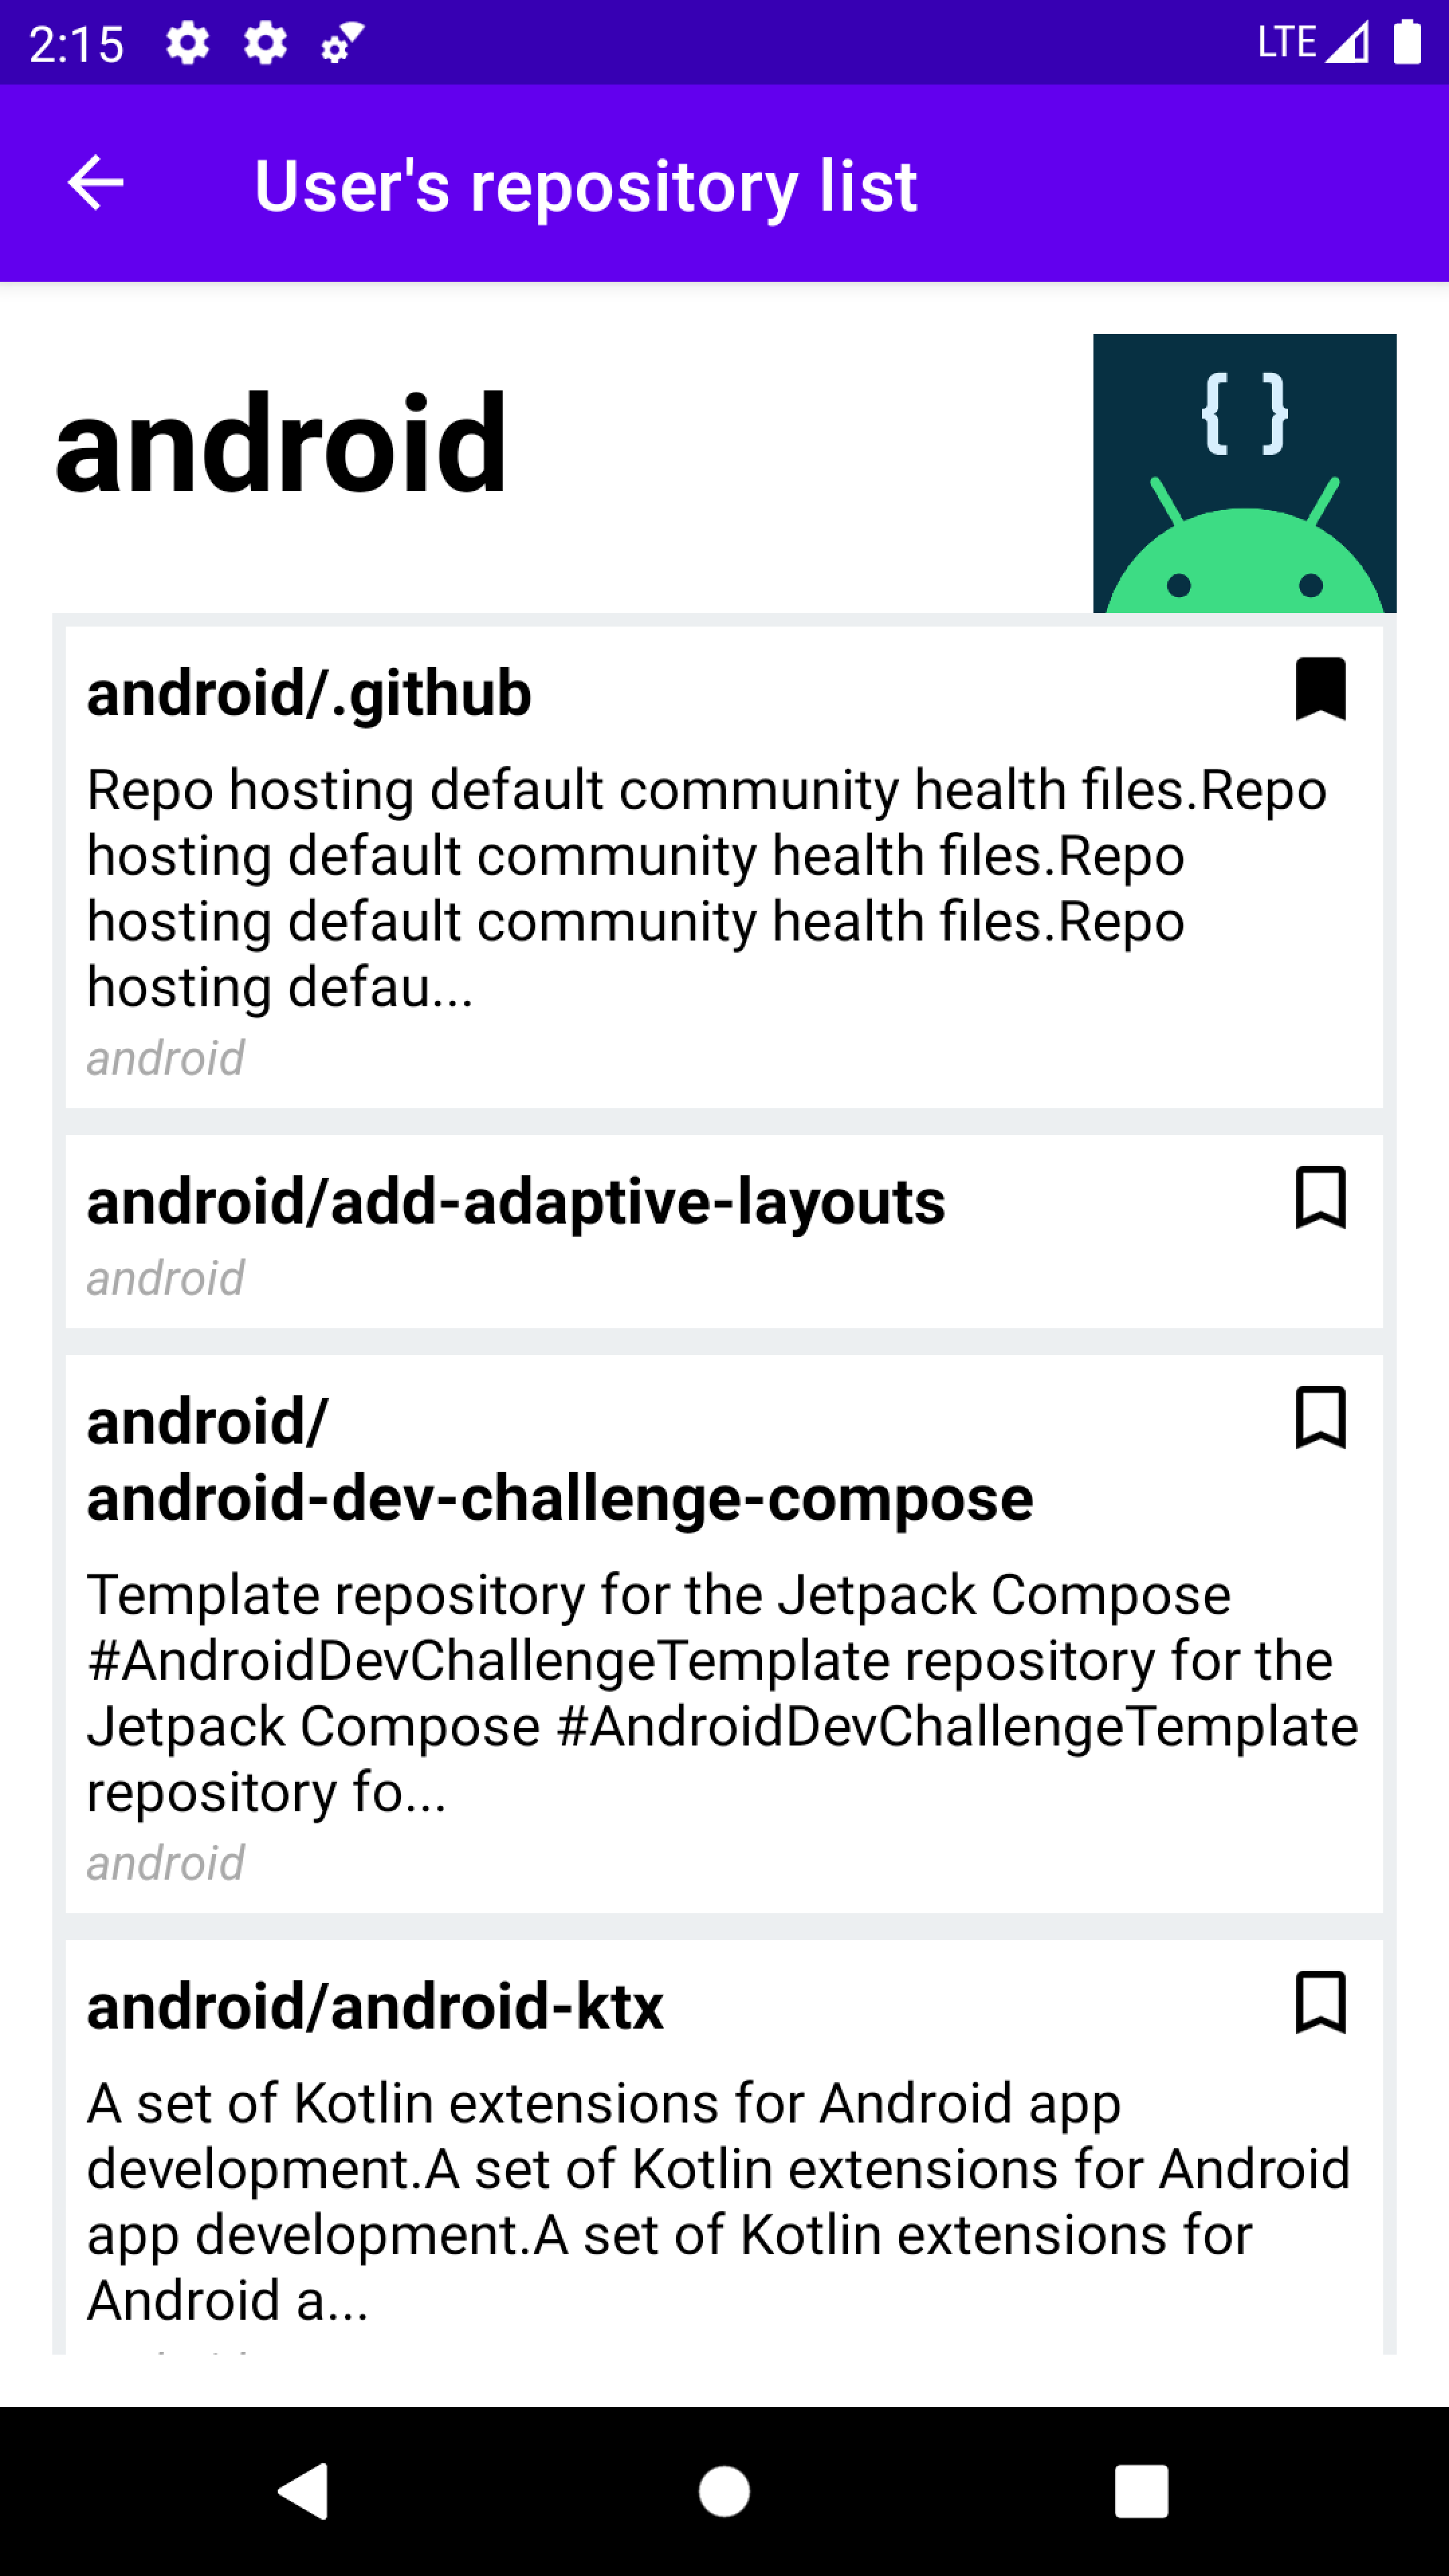 2:15
LTE
User's repository list
android
{ }
android/.github
Repo hosting default community health files.Repo
hosting default community health files.Repo
hosting default community health files.Repo
hosting defau...
android
android/add-adaptive-layouts
android
android/
android-dev-challenge-compose
Template repository for the Jetpack Compose
#AndroidDevChallengeTemplate repository for the
Jetpack Compose #AndroidDevChallengeTemplate
repository fo...
android
android/android-ktx
A set of Kotlin extensions for Android app
development.A set of Kotlin extensions for Android
app development.A set of Kotlin extensions for
Android a...